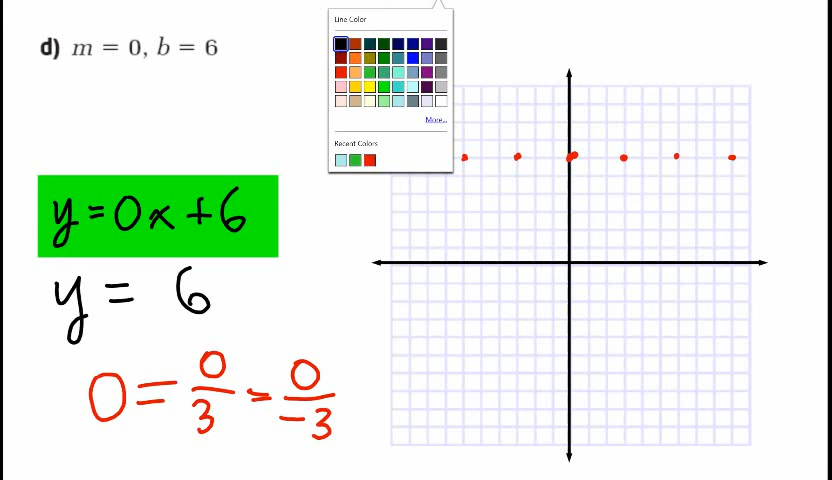 Line Color
d) m = 0, b = 6
More...
Recent Colors
y = 0x + 6
y = 6
0 = 0/3 = 0/-3